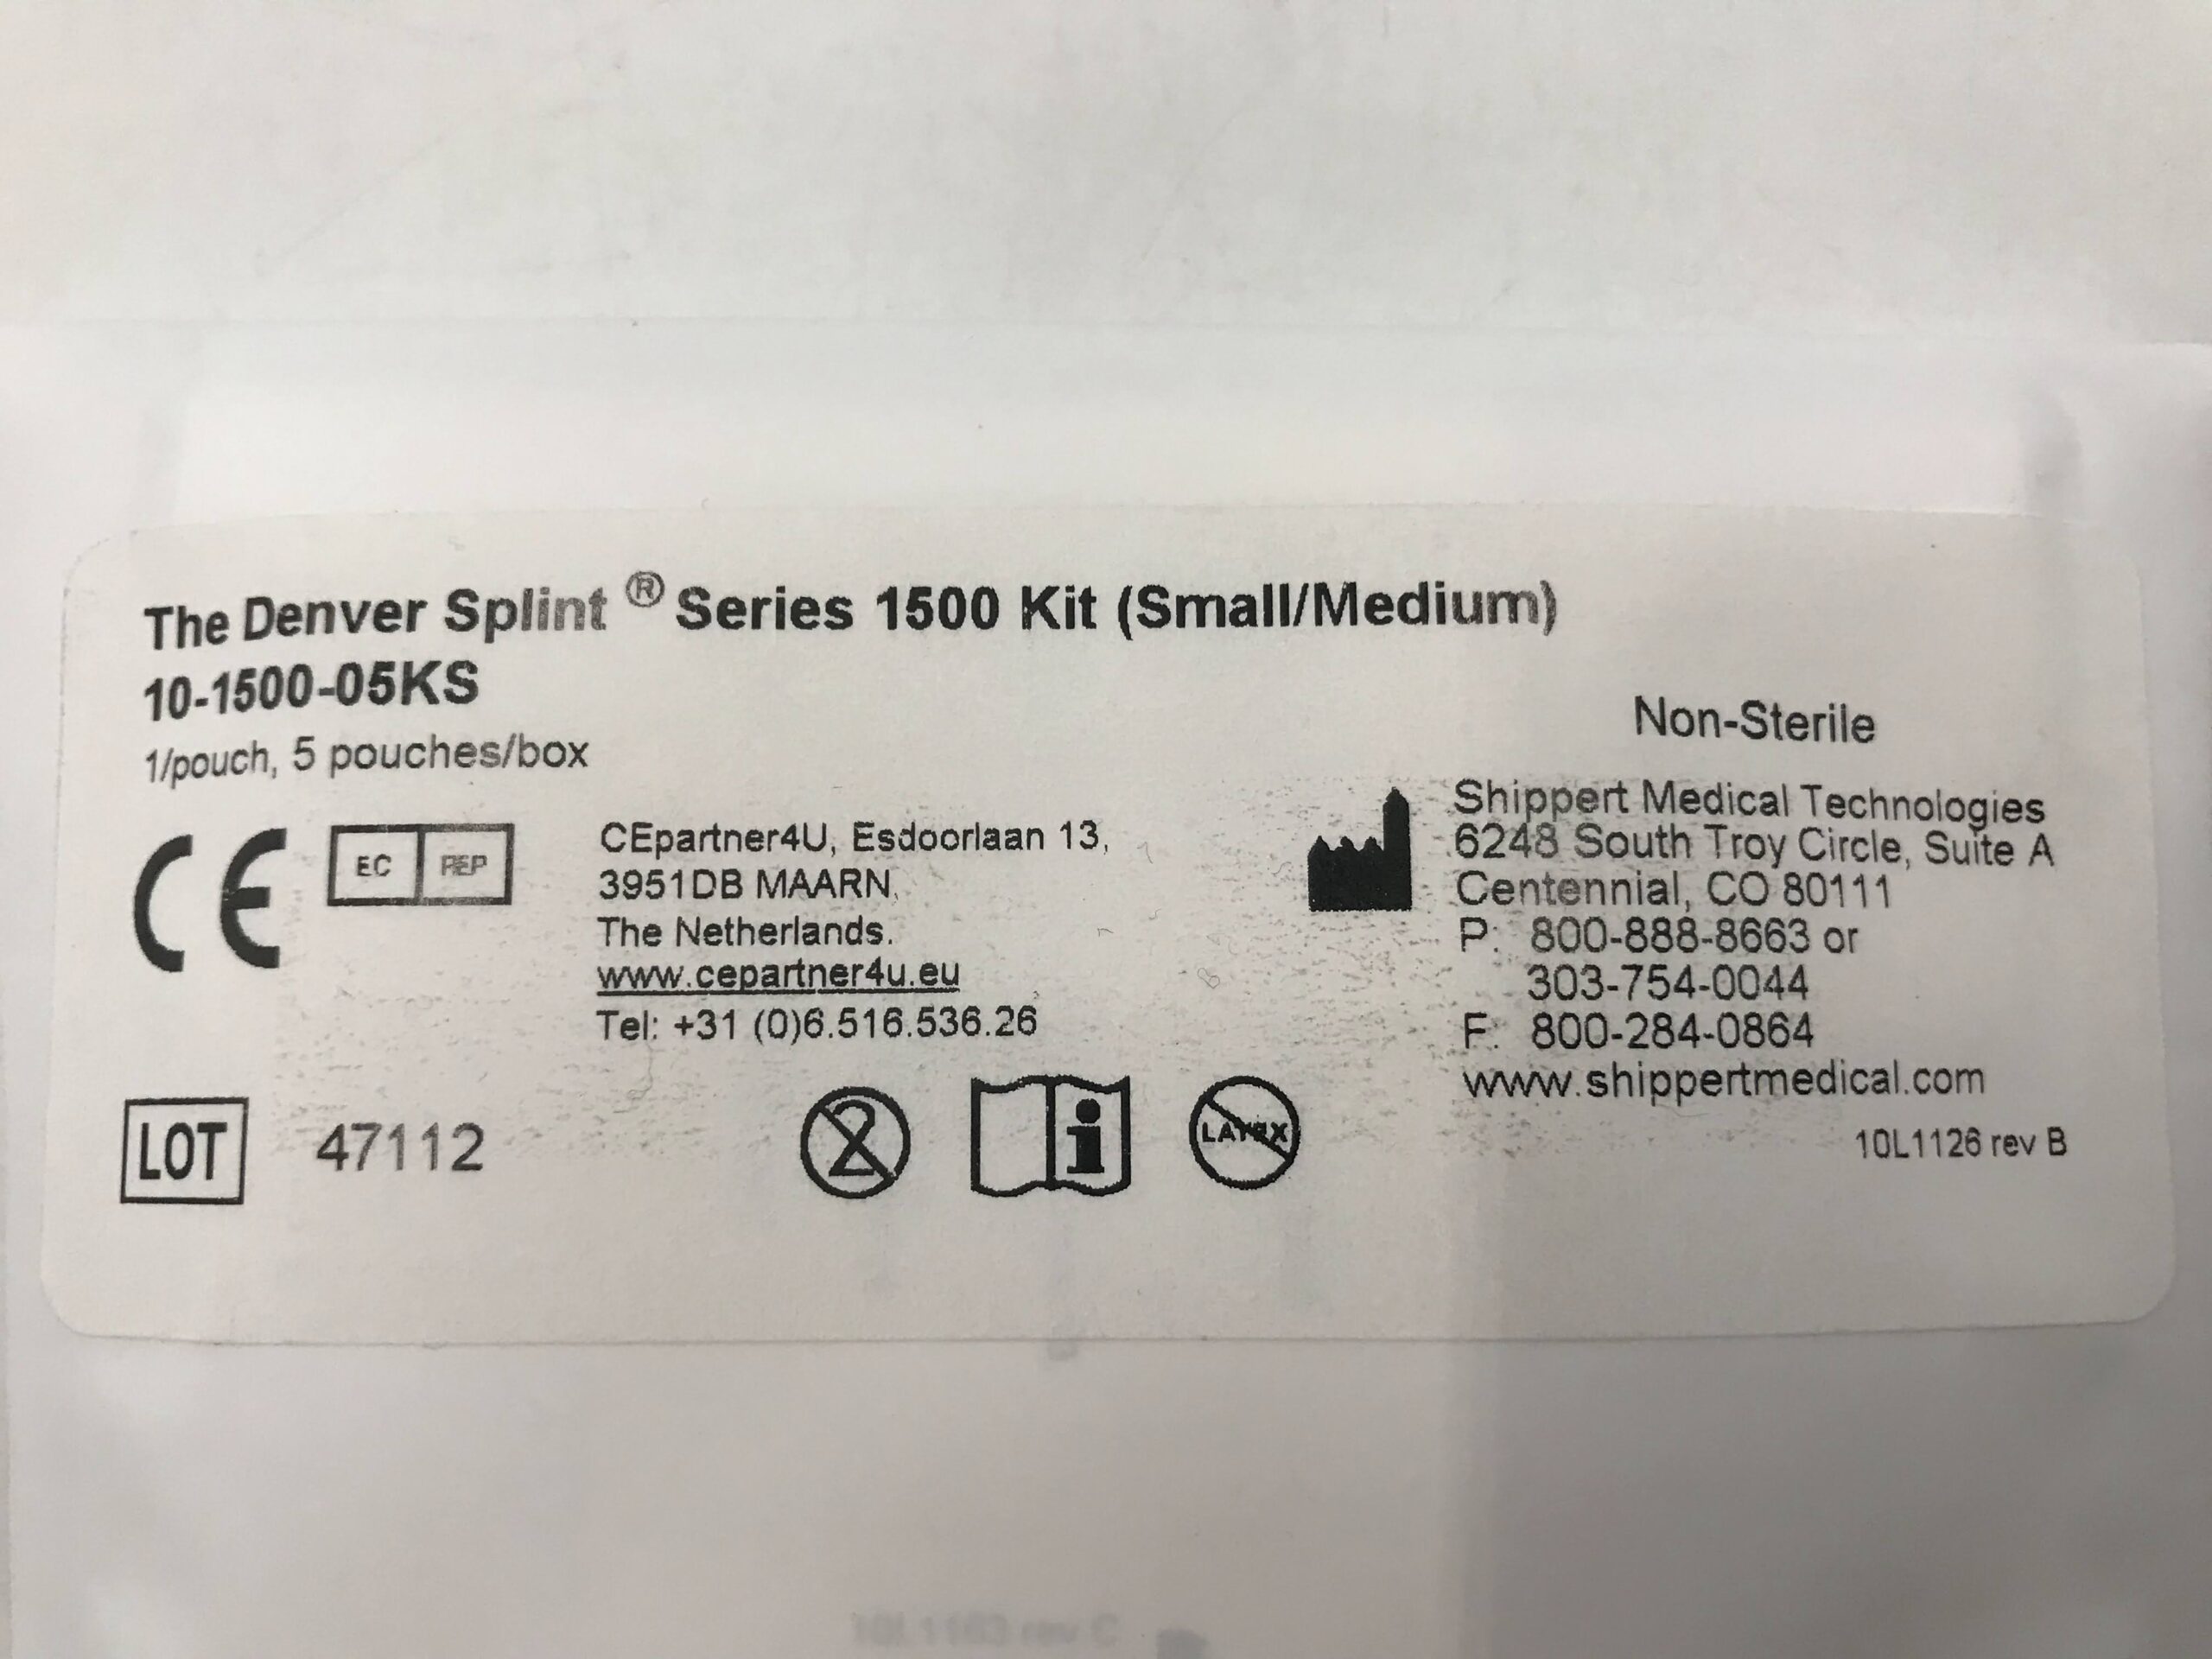 The Denver Splint ® Series 1500 Kit (Small/Medium)
10-1500-05KS
1/pouch, 5 pouches/box
Non-Sterile
CE
EC REP
CEpartner4U, Esdoorlaan 13,
3951DB MAARN,
The Netherlands.
www.cepartner4u.eu
Tel: +31 (0)6.516.536.26
Shippert Medical Technologies
6248 South Troy Circle, Suite A
Centennial, CO 80111
P: 800-888-8663 or
303-754-0044
F: 800-284-0864
www.shippertmedical.com
LOT 47112
2
i
LATEX
10L1126 rev B
10L1163 rev C